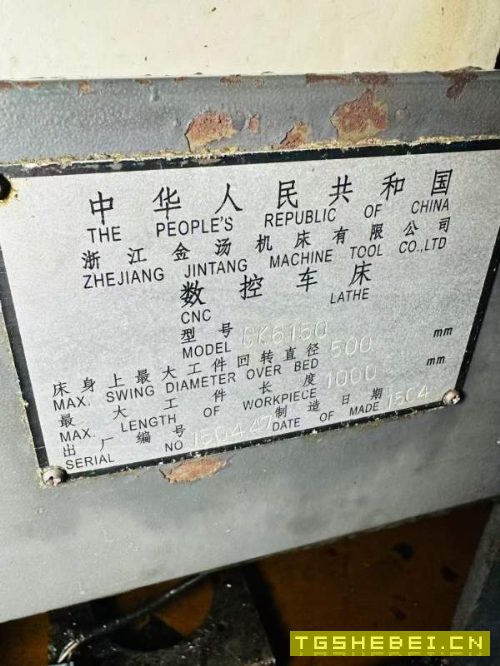 中华人民共和国
THE PEOPLE'S REPUBLIC OF CHINA
浙江金汤机床有限公司
ZHEJIANG JINTANG MACHINE TOOL CO.,LTD
数控车床
CNC LATHE
型号
MODEL CK6150
床身上最大工件回转直径 500 mm
MAX. SWING DIAMETER OVER BED
最大工件长度 1000 mm
MAX. LENGTH OF WORKPIECE
出厂编号 制造日期 1504
SERIAL NO DATE OF MADE
TGSHEBEI.CN